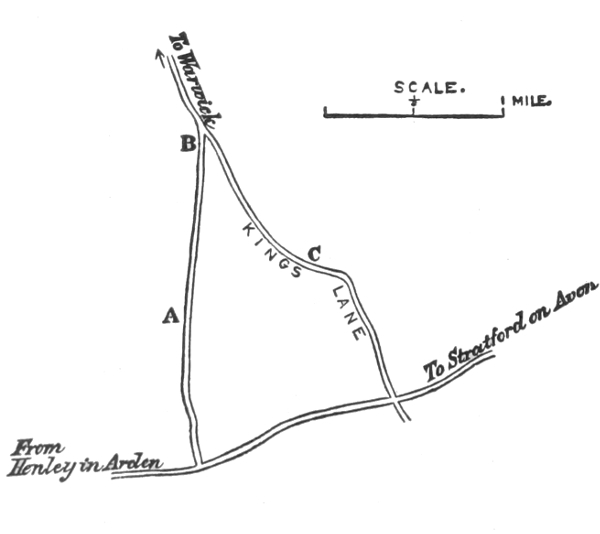 To Warwick
SCALE.
½
1 MILE.
B
KINGS
C
LANE
A
To Stratford on Avon
From
Henley in Arden